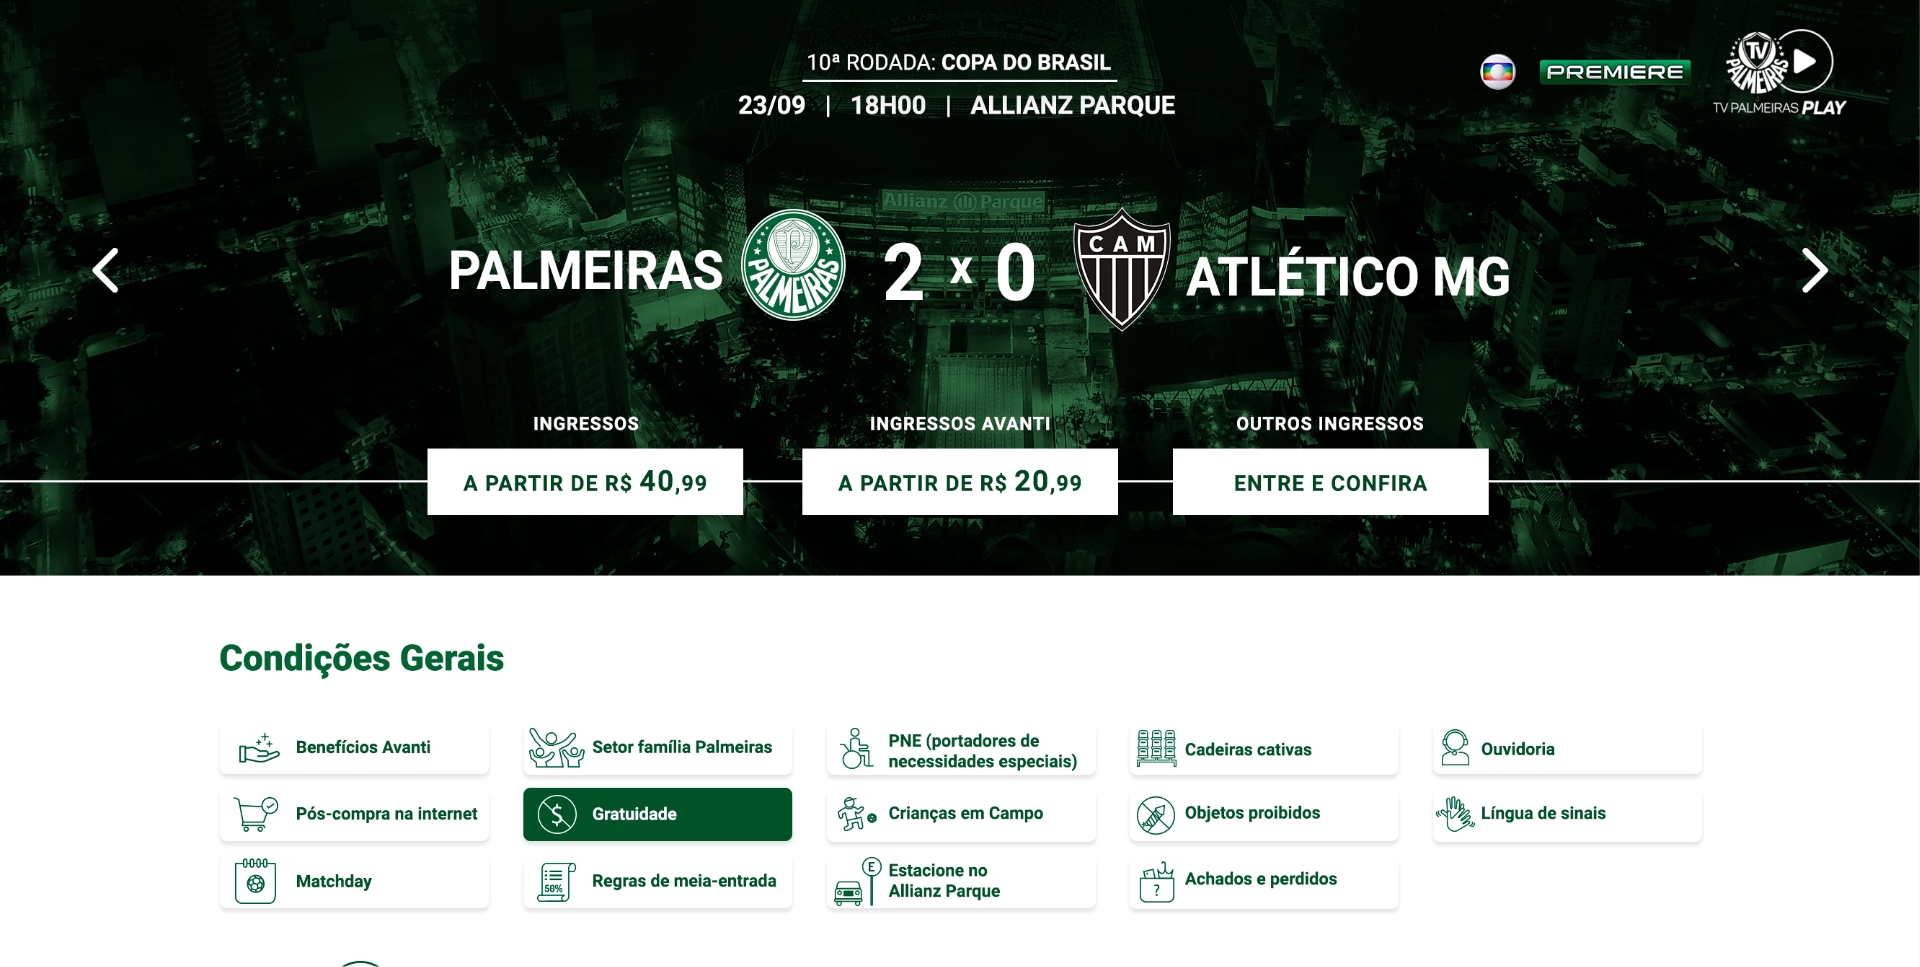 10ª RODADA: COPA DO BRASIL
23/09 | 18H00 | ALLIANZ PARQUE
PREMIERE
TV
PALMEIRAS
TV PALMEIRAS PLAY
Allianz Parque
PALMEIRAS
P
PALMEIRAS
2 x 0
CAM
ATLÉTICO MG
INGRESSOS
A PARTIR DE R$ 40,99
INGRESSOS AVANTI
A PARTIR DE R$ 20,99
OUTROS INGRESSOS
ENTRE E CONFIRA
Condições Gerais
Benefícios Avanti
Setor família Palmeiras
PNE (portadores de
necessidades especiais)
Cadeiras cativas
Ouvidoria
Pós-compra na internet
$
Gratuidade
Crianças em Campo
Objetos proibidos
Língua de sinais
Matchday
50%
Regras de meia-entrada
E
Estacione no
Allianz Parque
?
Achados e perdidos